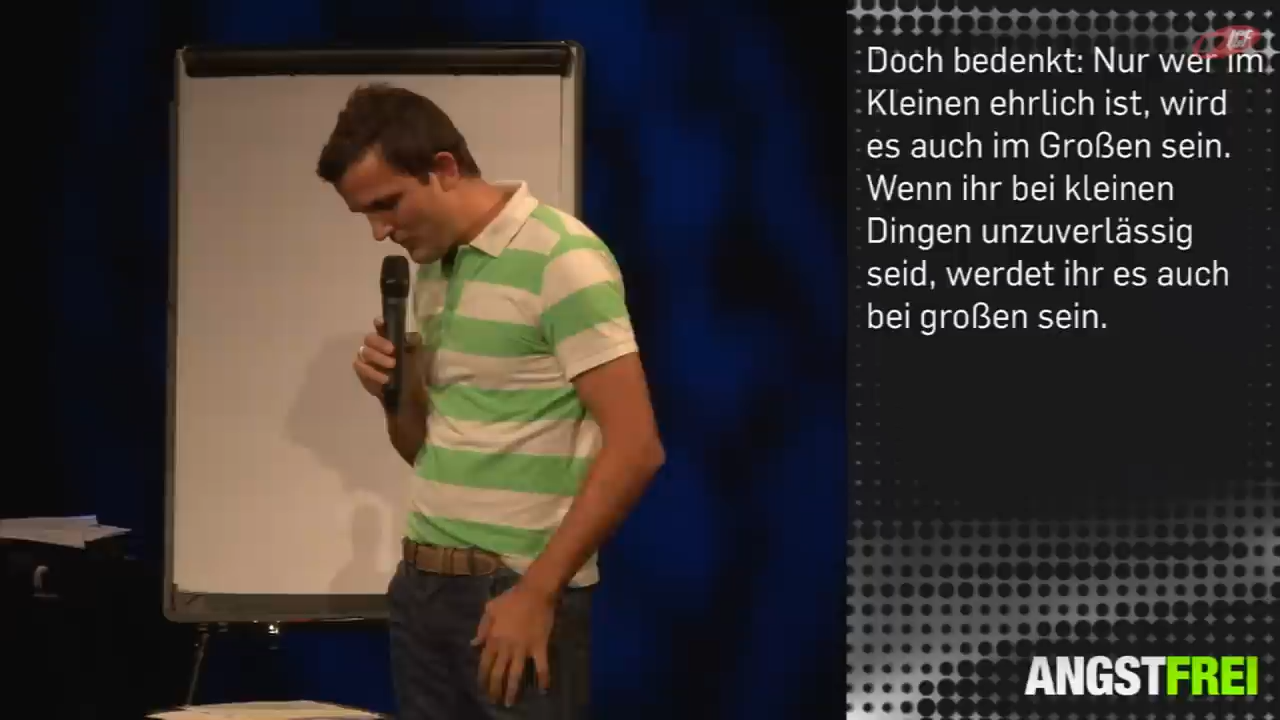 Doch bedenkt: Nur wer im
Kleinen ehrlich ist, wird
es auch im Großen sein.
Wenn ihr bei kleinen
Dingen unzuverlässig
seid, werdet ihr es auch
bei großen sein.
ANGSTFREI